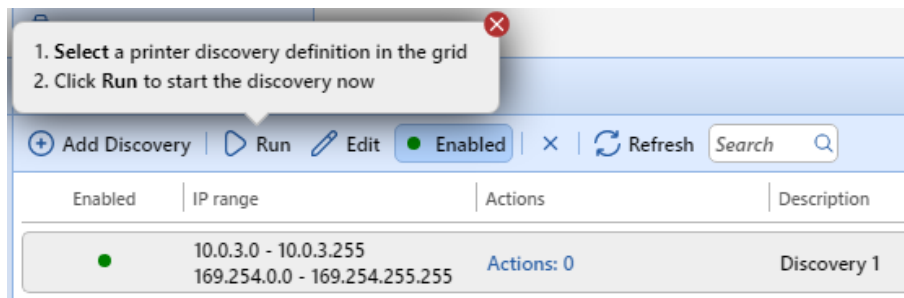 1. Select a printer discovery definition in the grid
2. Click Run to start the discovery now
Add Discovery Run Edit Enabled Refresh Search
Enabled IP range Actions Description
10.0.3.0 - 10.0.3.255
169.254.0.0 - 169.254.255.255
Actions: 0
Discovery 1